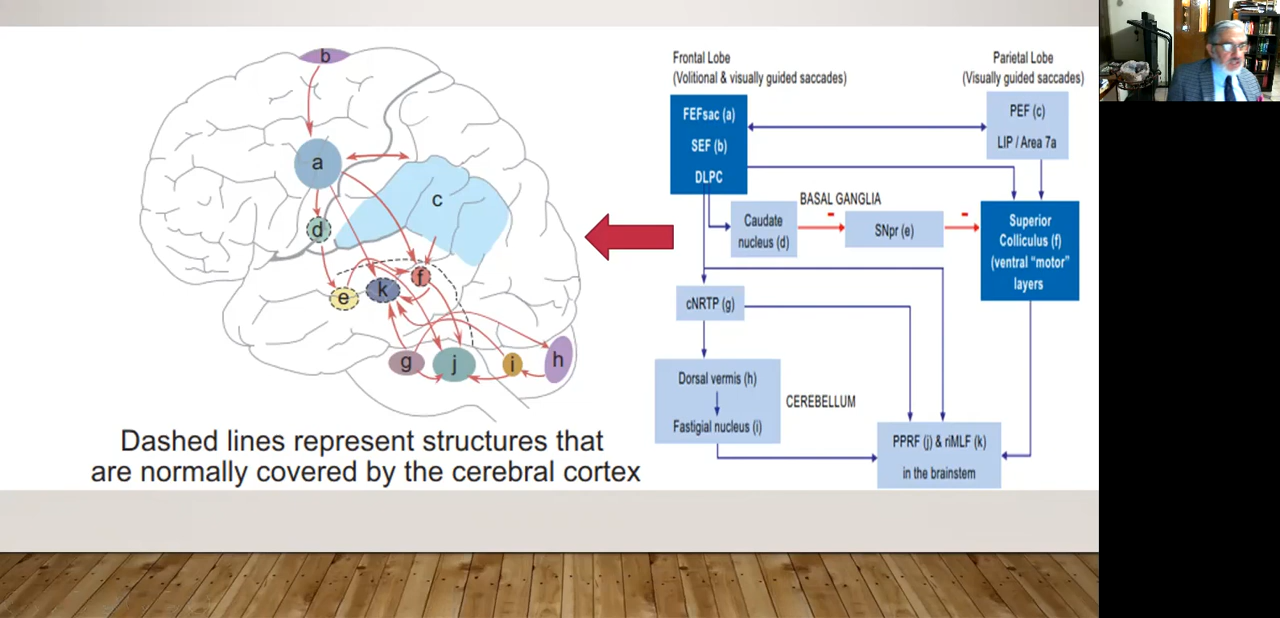 b
a
c
d
e
k
f
g
j
i
h
Dashed lines represent structures that
are normally covered by the cerebral cortex
Frontal Lobe
(Volitional & visually guided saccades)
Parietal Lobe
(Visually guided saccades)
FEFsac (a)
SEF (b)
DLPC
PEF (c)
LIP / Area 7a
BASAL GANGLIA
Caudate
nucleus (d)
-
SNpr (e)
-
Superior
Colliculus (f)
(ventral “motor”
layers
cNRTP (g)
Dorsal vermis (h)
Fastigial nucleus (i)
CEREBELLUM
PPRF (j) & riMLF (k)
in the brainstem